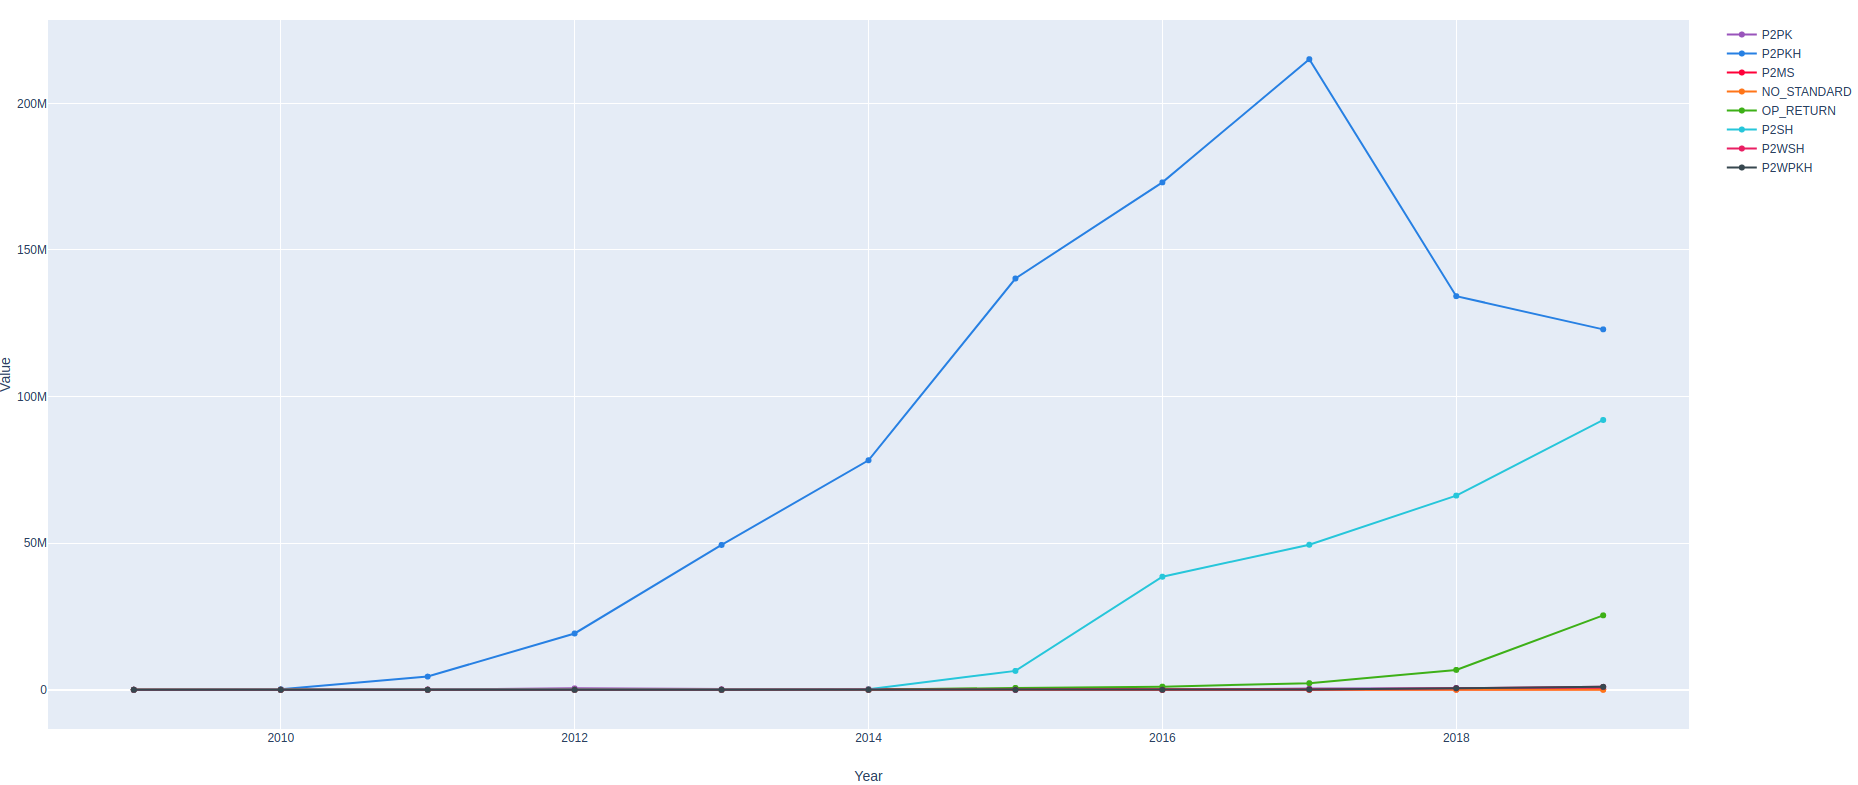 200M
150M
100M
50M
0
Value
2010
2012
2014
2016
2018
Year
P2PK
P2PKH
P2MS
NO_STANDARD
OP_RETURN
P2SH
P2WSH
P2WPKH